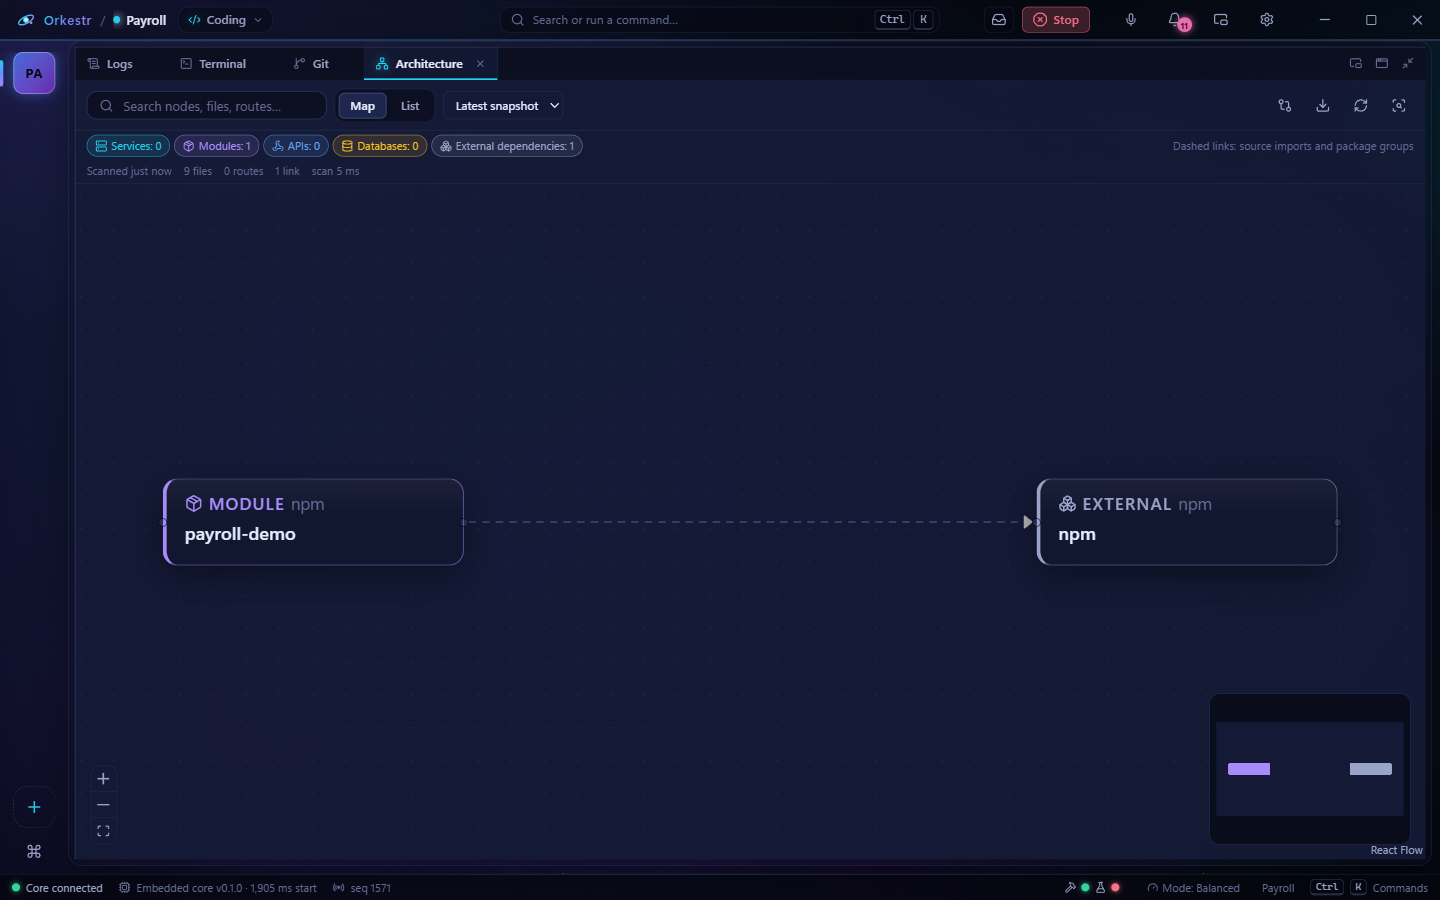 Orkestr / Payroll Coding Search or run a command... Ctrl K Stop 11
PA
Logs Terminal Git Architecture
Search nodes, files, routes... Map List Latest snapshot
Services: 0 Modules: 1 APIs: 0 Databases: 0 External dependencies: 1 Dashed links: source imports and package groups
Scanned just now 9 files 0 routes 1 link scan 5 ms
MODULE npm
payroll-demo
EXTERNAL npm
npm
React Flow
Core connected Embedded core v0.1.0 · 1,905 ms start seq 1571 Mode: Balanced Payroll Ctrl K Commands